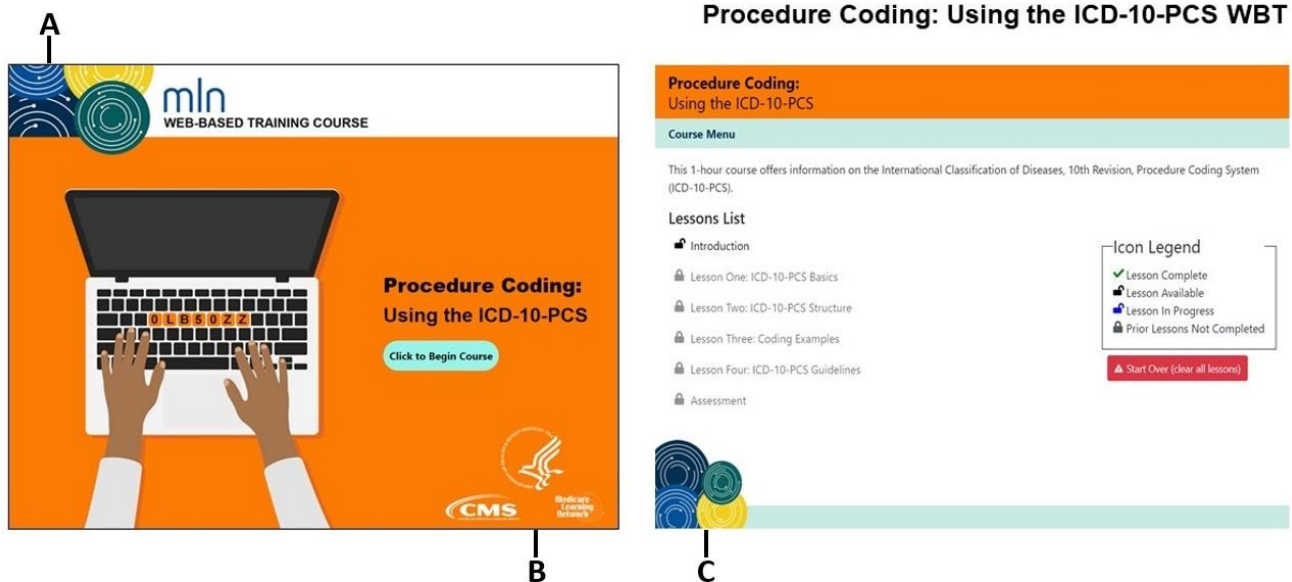 Procedure Coding: Using the ICD-10-PCS WBT
A
mln
WEB-BASED TRAINING COURSE
0 L B 5 0 Z Z
Procedure Coding:
Using the ICD-10-PCS
Click to Begin Course
CMS
Medicare
Learning
Network
B
Procedure Coding:
Using the ICD-10-PCS
Course Menu
This 1-hour course offers information on the International Classification of Diseases, 10th Revision, Procedure Coding System
(ICD-10-PCS).
Lessons List
Introduction
Lesson One: ICD-10-PCS Basics
Lesson Two: ICD-10-PCS Structure
Lesson Three: Coding Examples
Lesson Four: ICD-10-PCS Guidelines
Assessment
Icon Legend
Lesson Complete
Lesson Available
Lesson In Progress
Prior Lessons Not Completed
Start Over (clear all lessons)
C